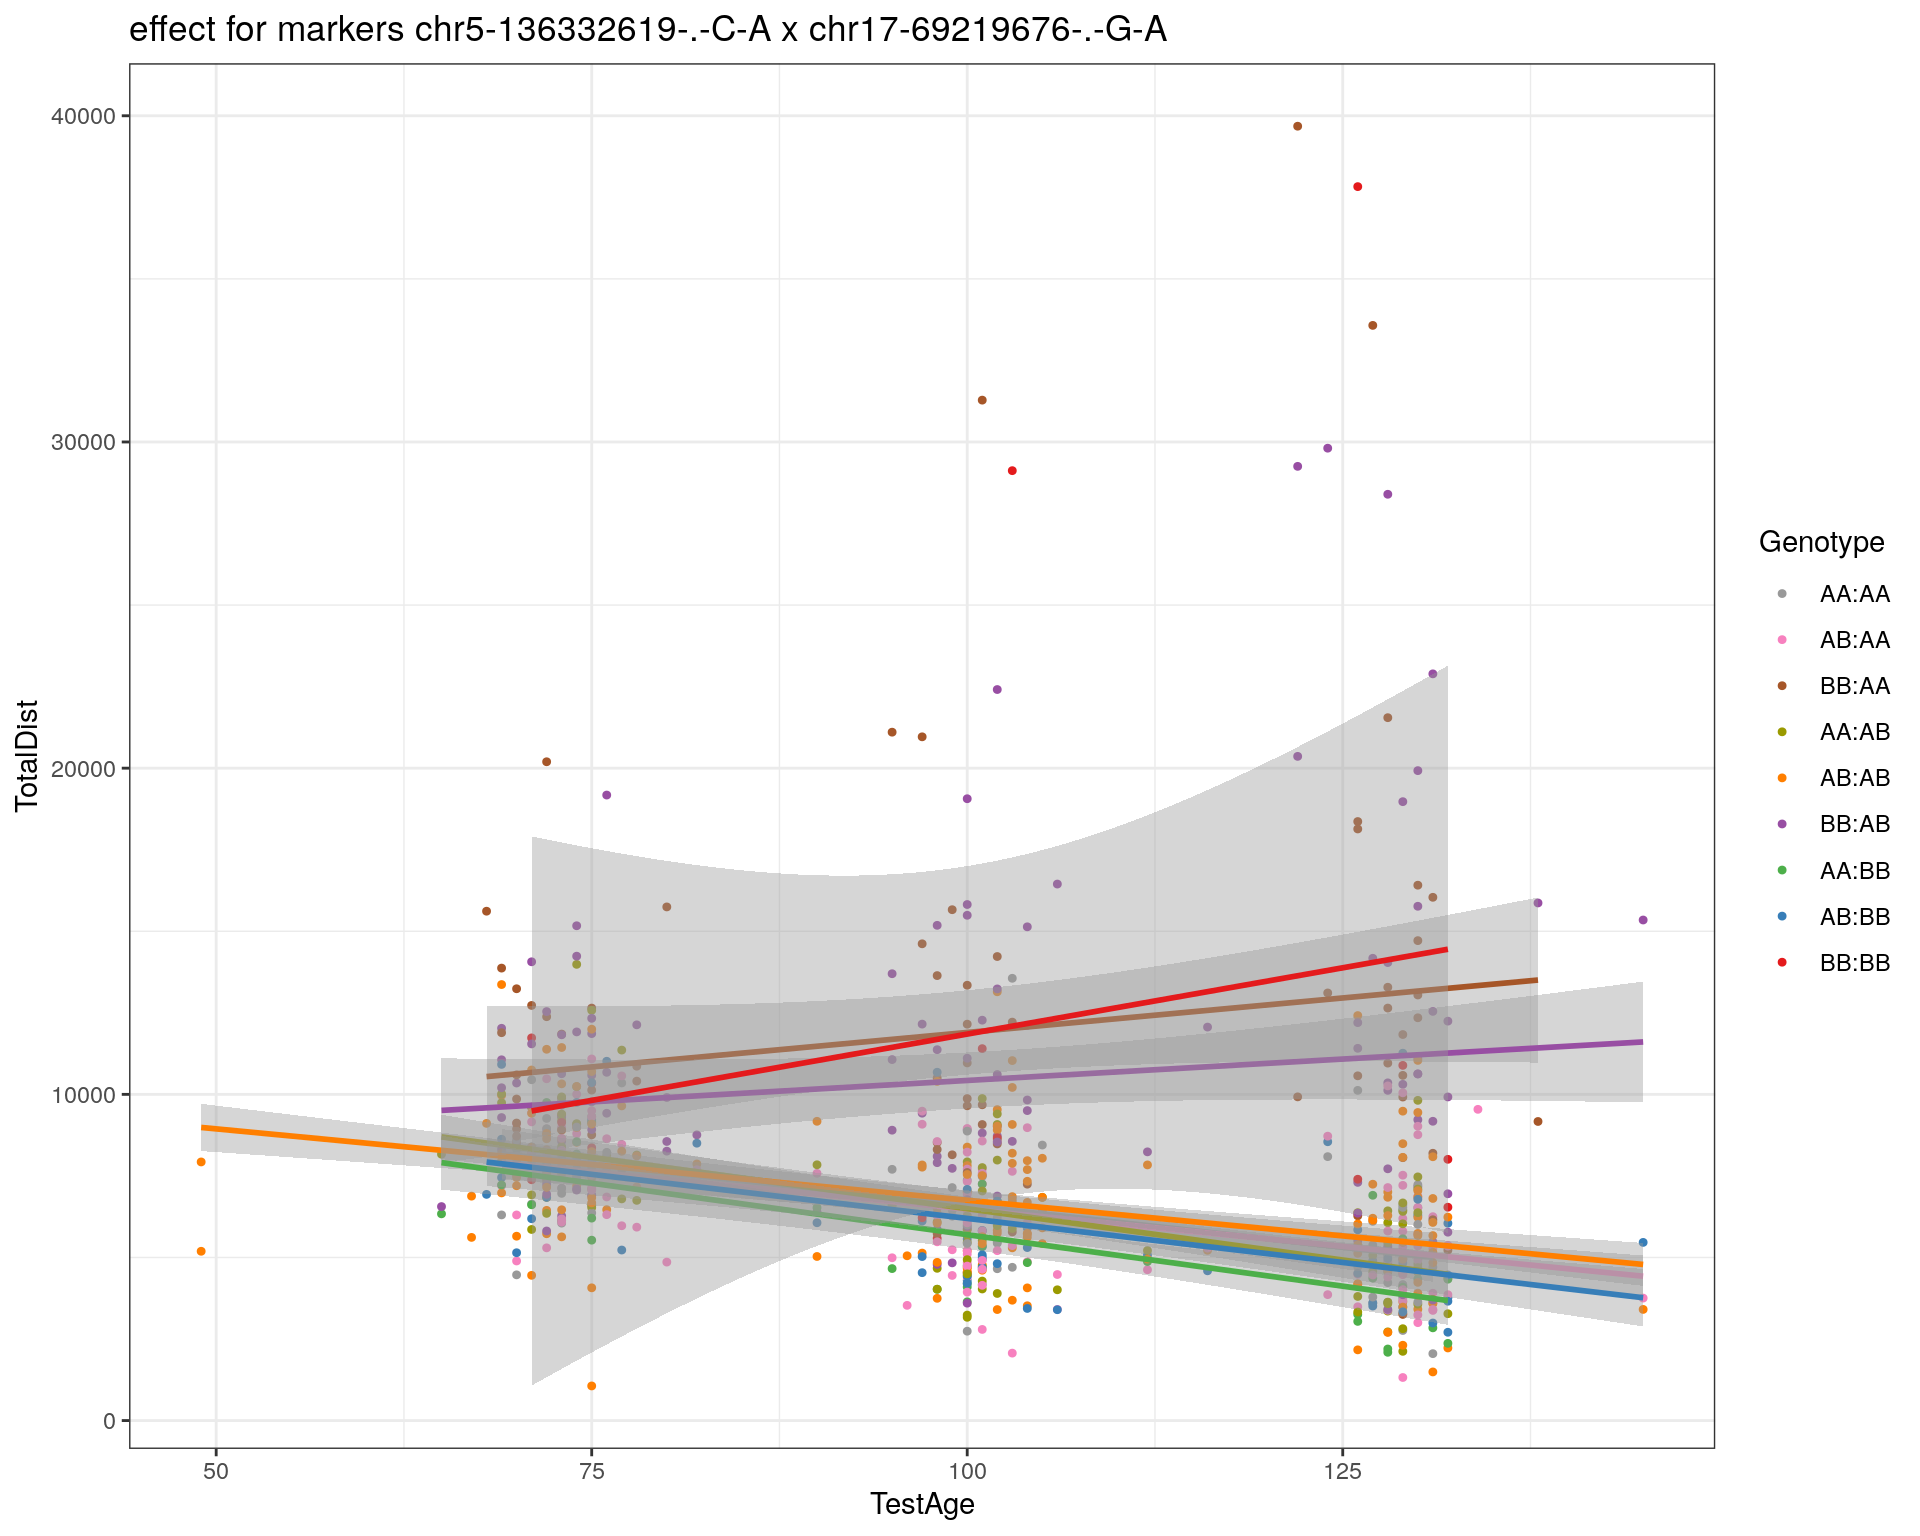 effect for markers chr5-136332619-.-C-A x chr17-69219676-.-G-A
40000
30000
20000
10000
0
TotalDist
50
75
100
125
TestAge
Genotype
AA:AA
AB:AA
BB:AA
AA:AB
AB:AB
BB:AB
AA:BB
AB:BB
BB:BB